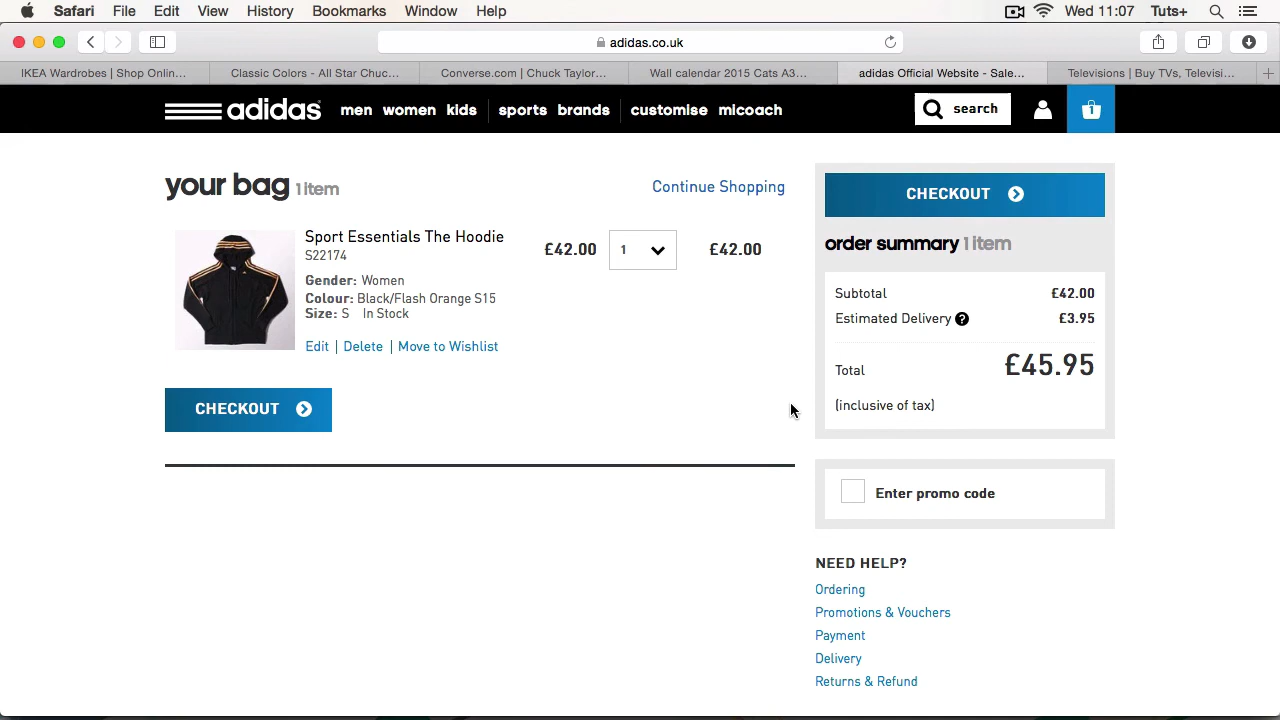 Safari File Edit View History Bookmarks Window Help Wed 11:07 Tuts+
adidas.co.uk
IKEA Wardrobes | Shop Onlin... Classic Colors - All Star Chuc... Converse.com | Chuck Taylor... Wall calendar 2015 Cats A3... adidas Official Website - Sale... Televisions | Buy TVs, Televisi...
adidas men women kids sports brands customise micoach search 1
your bag 1 item
Continue Shopping
Sport Essentials The Hoodie
S22174
£42.00 1 £42.00
Gender: Women
Colour: Black/Flash Orange S15
Size: S In Stock
Edit | Delete | Move to Wishlist
CHECKOUT
CHECKOUT
order summary 1 item
Subtotal £42.00
Estimated Delivery ? £3.95
Total £45.95
(inclusive of tax)
Enter promo code
NEED HELP?
Ordering
Promotions & Vouchers
Payment
Delivery
Returns & Refund